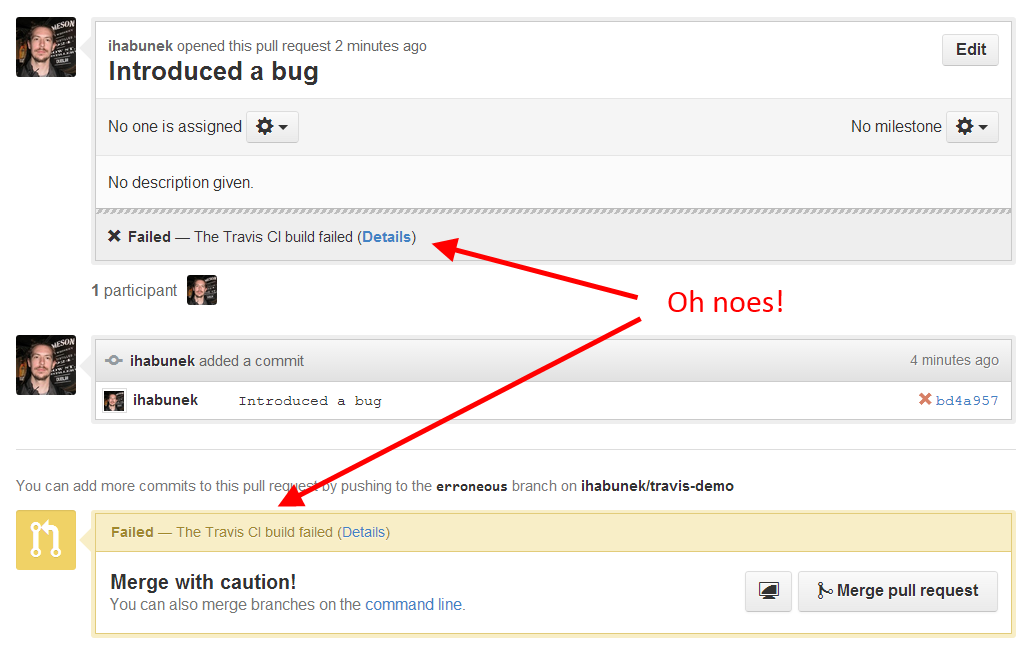 ihabunek opened this pull request 2 minutes ago
Edit
Introduced a bug
No one is assigned
No milestone
No description given.
Failed — The Travis CI build failed (Details)
Oh noes!
1 participant
ihabunek added a commit
4 minutes ago
ihabunek Introduced a bug
bd4a957
You can add more commits to this pull request by pushing to the erroneous branch on ihabunek/travis-demo
Failed — The Travis CI build failed (Details)
Merge with caution!
You can also merge branches on the command line.
Merge pull request